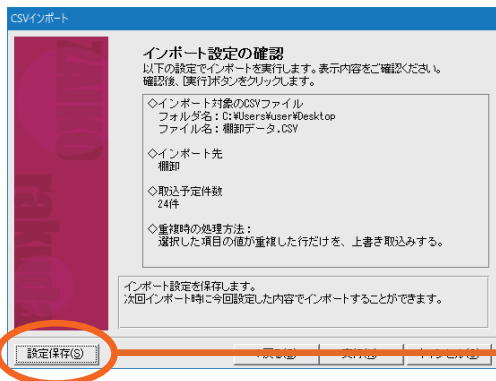 CSVインポート
インポート設定の確認
以下の設定でインポートを実行します。表示内容をご確認ください。
確認後、[実行]ボタンをクリックします。
◇インポート対象のCSVファイル
フォルダ名:C:¥Users¥user¥Desktop
ファイル名:棚卸データ.CSV
◇インポート先
棚卸
◇取込予定件数
24件
◇重複時の処理方法:
選択した項目の値が重複した行だけを、上書き取込みする。
インポート設定を保存します。
次回インポート時に今回設定した内容でインポートすることができます。
設定保存(S)
ZAIKO